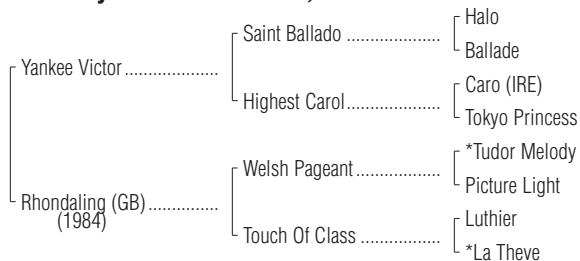 Halo
Saint Ballado ....................
Ballade
Yankee Victor ....................
Caro (IRE)
Highest Carol....................
Tokyo Princess
*Tudor Melody
Welsh Pageant..................
Picture Light
Rhondaling (GB)...............
(1984)
Luthier
Touch Of Class .................
*La Theve